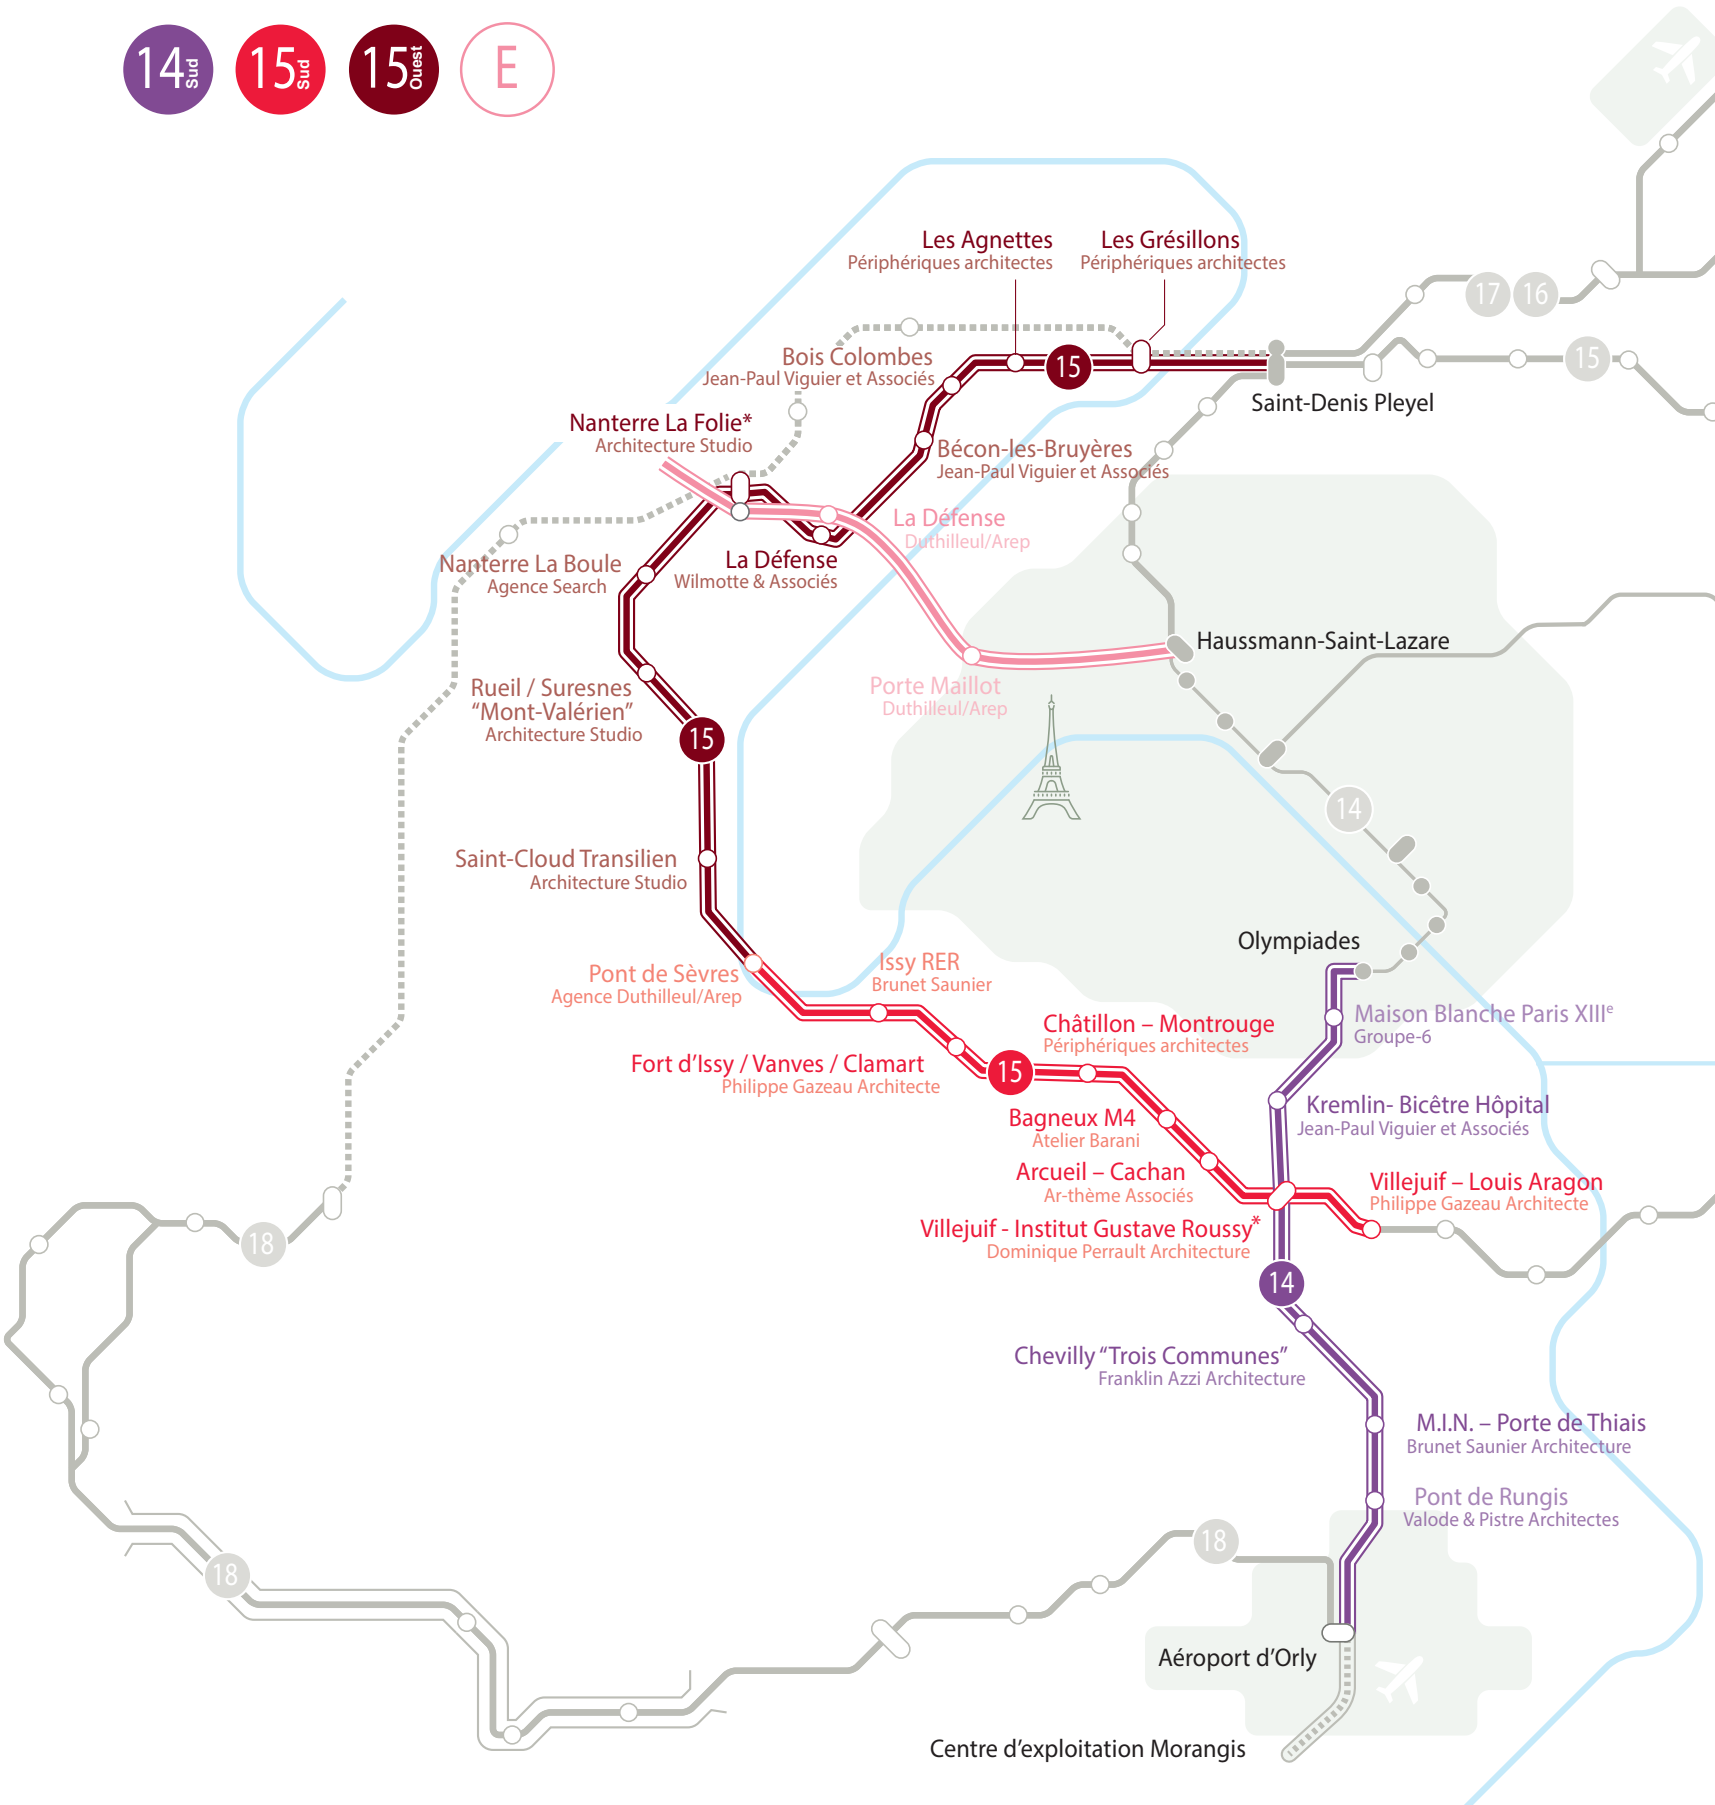 14 Sud
15 Sud
15 Ouest
E
Les Agnettes
Périphériques architectes
Les Grésillons
Périphériques architectes
17
16
15
15
Bois Colombes
Jean-Paul Viguier et Associés
Saint-Denis Pleyel
Nanterre La Folie*
Architecture Studio
Bécon-les-Bruyères
Jean-Paul Viguier et Associés
La Défense
Duthilleul/Arep
La Défense
Wilmotte & Associés
Nanterre La Boule
Agence Search
Haussmann-Saint-Lazare
Porte Maillot
Duthilleul/Arep
Rueil / Suresnes
“Mont-Valérien”
Architecture Studio
15
14
Saint-Cloud Transilien
Architecture Studio
Olympiades
Pont de Sèvres
Agence Duthilleul/Arep
Issy RER
Brunet Saunier
Maison Blanche Paris XIIIe
Groupe-6
Châtillon – Montrouge
Périphériques architectes
Fort d’Issy / Vanves / Clamart
Philippe Gazeau Architecte
15
Kremlin- Bicêtre Hôpital
Jean-Paul Viguier et Associés
Bagneux M4
Atelier Barani
Arcueil – Cachan
Ar-thème Associés
Villejuif – Louis Aragon
Philippe Gazeau Architecte
Villejuif - Institut Gustave Roussy*
Dominique Perrault Architecture
18
14
Chevilly “Trois Communes”
Franklin Azzi Architecture
M.I.N. – Porte de Thiais
Brunet Saunier Architecture
Pont de Rungis
Valode & Pistre Architectes
18
18
Aéroport d’Orly
Centre d’exploitation Morangis